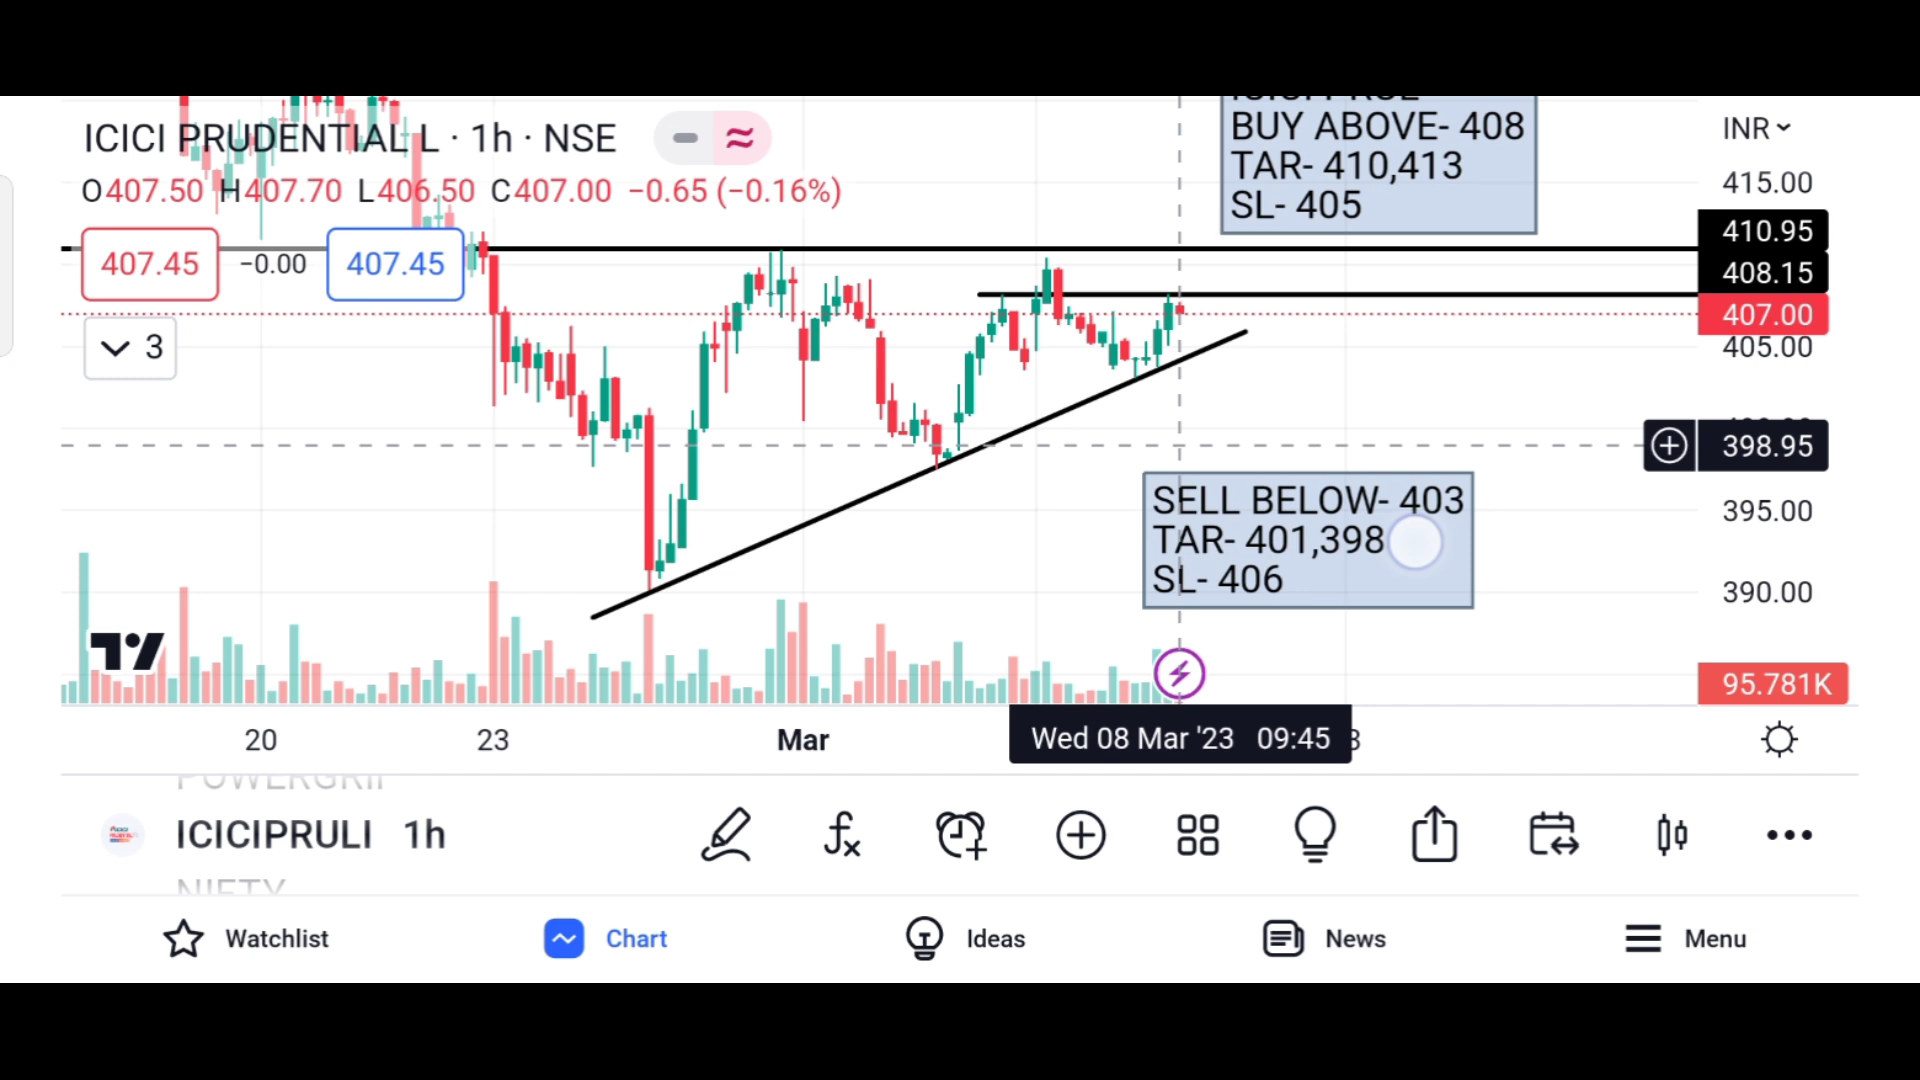 ICICI PRUDENTIAL L · 1h · NSE
O407.50 H407.70 L406.50 C407.00 −0.65 (−0.16%)
407.45
−0.00
407.45
3
BUY ABOVE- 408
TAR- 410,413
SL- 405
INR
415.00
410.95
408.15
407.00
405.00
398.95
395.00
390.00
95.781K
SELL BELOW- 403
TAR- 401,398
SL- 406
20
23
Mar
Wed 08 Mar '23 09:45
ICICIPRULI 1h
Watchlist
Chart
Ideas
News
Menu